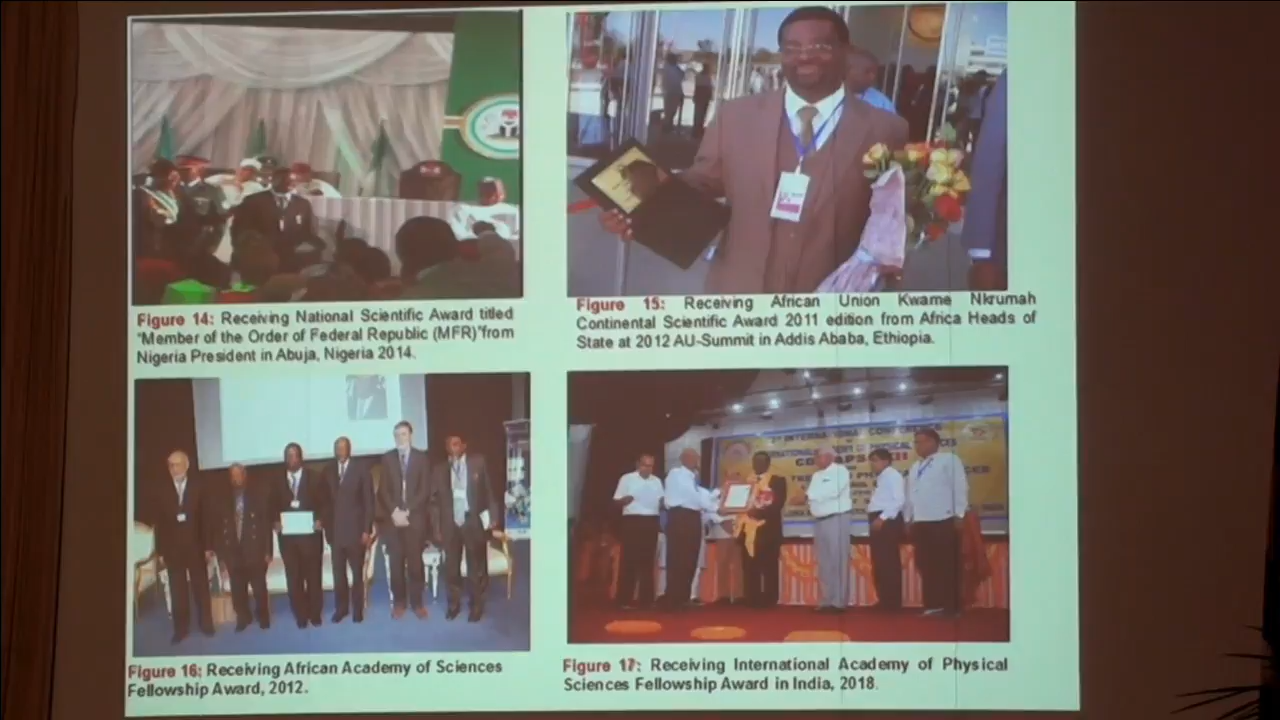 Figure 14: Receiving National Scientific Award titled
"Member of the Order of Federal Republic (MFR)"from
Nigeria President in Abuja, Nigeria 2014.
Figure 15: Receiving African Union Kwame Nkrumah
Continental Scientific Award 2011 edition from Africa Heads of
State at 2012 AU-Summit in Addis Ababa, Ethiopia.
INTERNATIONAL CONFERENCE
Figure 16: Receiving African Academy of Sciences
Fellowship Award, 2012.
Figure 17: Receiving International Academy of Physical
Sciences Fellowship Award in India, 2018.